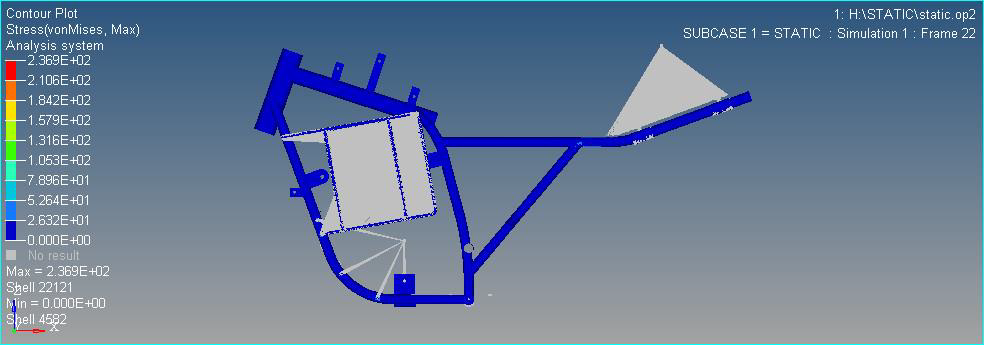 Contour Plot
Stress(vonMises, Max)
Analysis system
2.369E+02
2.106E+02
1.842E+02
1.579E+02
1.316E+02
1.053E+02
7.896E+01
5.264E+01
2.632E+01
0.000E+00
No result
Max = 2.369E+02
Shell 22121
Min = 0.000E+00
Shell 4582
Z
Y
X
1: H:\STATIC\static.op2
SUBCASE 1 = STATIC : Simulation 1 : Frame 22